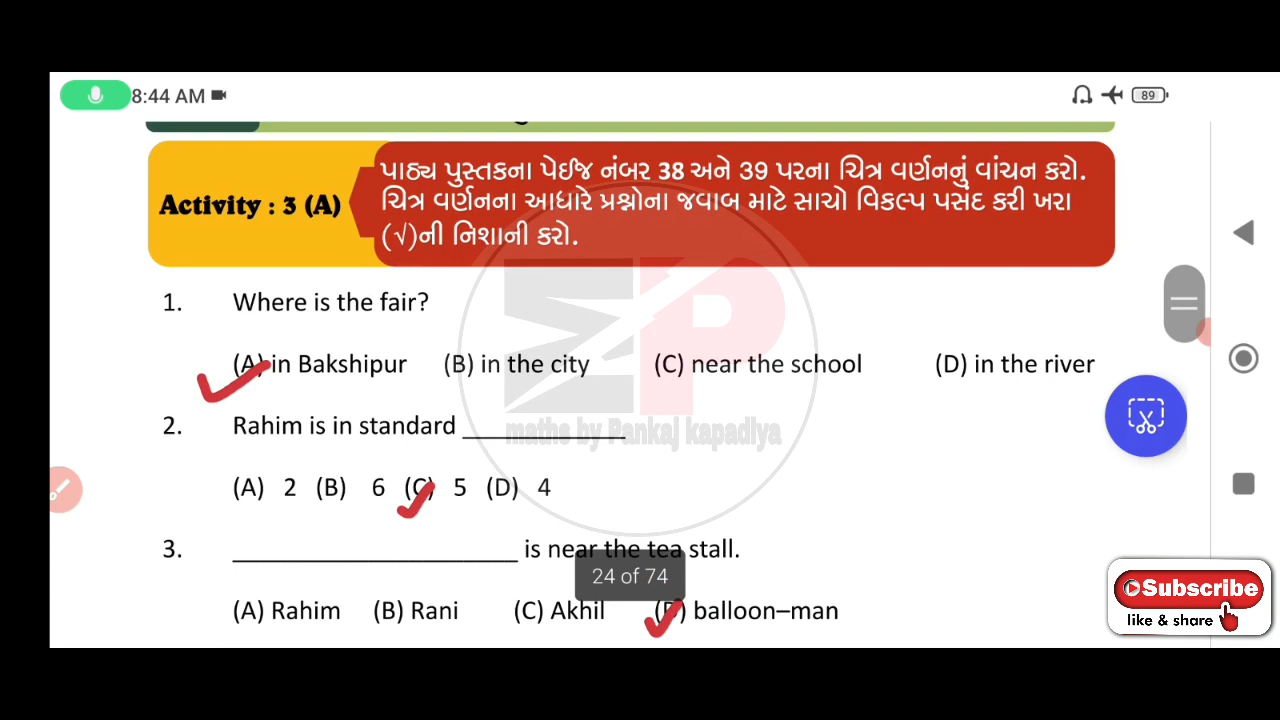 8:44 AM
89
Activity : 3 (A)
પાઠ્ય પુસ્તકના પેઈજ નંબર 38 અને 39 પરના ચિત્ર વર્ણનનું વાંચન કરો.
ચિત્ર વર્ણનના આધારે પ્રશ્નોના જવાબ માટે સાચો વિકલ્પ પસંદ કરી ખરા
(√)ની નિશાની કરો.
1. Where is the fair?
(A) in Bakshipur (B) in the city (C) near the school (D) in the river
2. Rahim is in standard ____________
maths by Pankaj kapadiya
(A) 2 (B) 6 (C) 5 (D) 4
3. _____________________ is near the tea stall.
24 of 74
(A) Rahim (B) Rani (C) Akhil (D) balloon–man
Subscribe
like & share